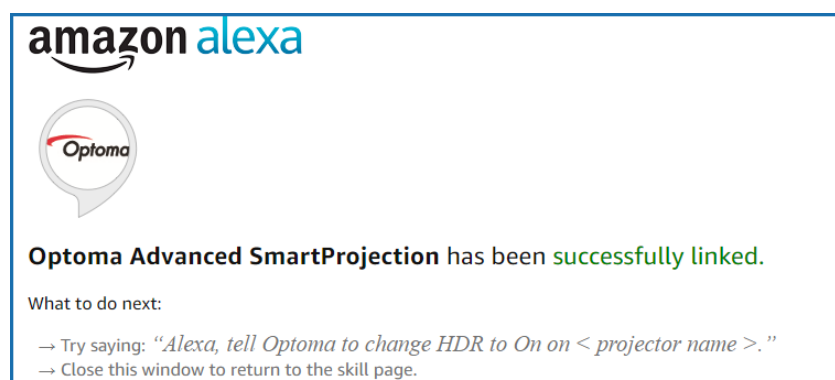 amazon alexa
Optoma
Optoma Advanced SmartProjection has been successfully linked.
What to do next:
→ Try saying: “Alexa, tell Optoma to change HDR to On on < projector name >.”
→ Close this window to return to the skill page.